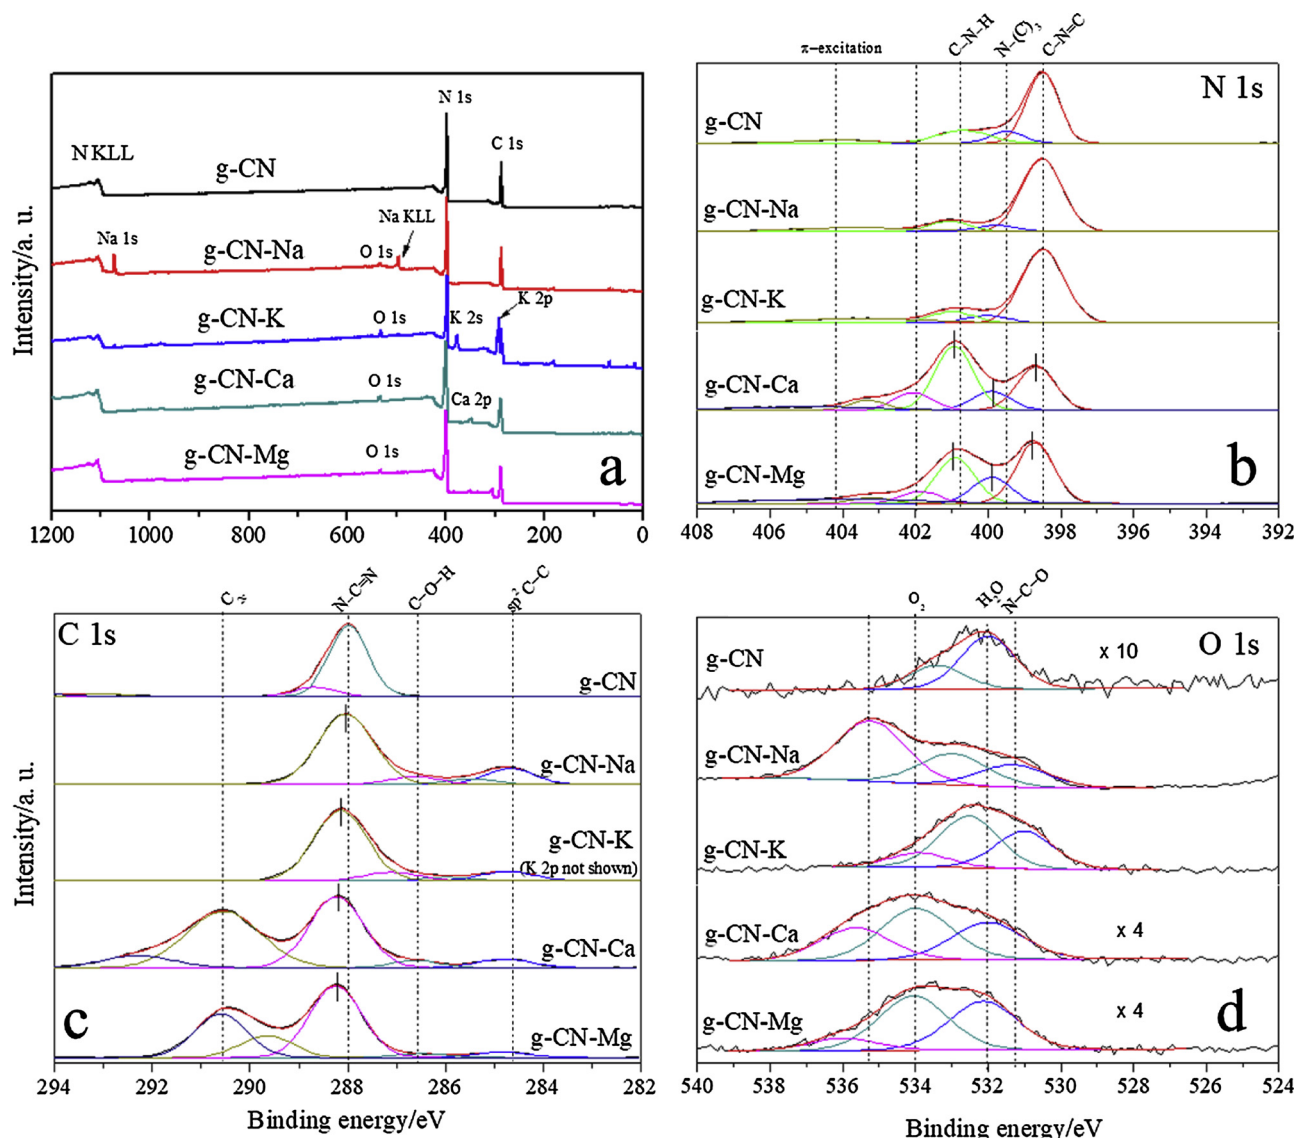 N 1s
C 1s
N KLL
g-CN
Na KLL
Na 1s
g-CN-Na
O 1s
K 2p
g-CN-K
O 1s
K 2s
g-CN-Ca
O 1s
Ca 2p
g-CN-Mg
O 1s
a
Intensity/a. u.
1200 1000 800 600 400 200 0
π–excitation
C–N–H
N–(C)3
C–N=C
N 1s
g-CN
g-CN-Na
g-CN-K
g-CN-Ca
g-CN-Mg
b
408 406 404 402 400 398 396 394 392
N–C=N
C–O–H
sp2 C–C
C 1s
g-CN
g-CN-Na
g-CN-K
(K 2p not shown)
g-CN-Ca
g-CN-Mg
c
Intensity/a. u.
294 292 290 288 286 284 282
Binding energy/eV
O2
H2O
N–C–O
O 1s
g-CN
x 10
g-CN-Na
g-CN-K
g-CN-Ca
x 4
g-CN-Mg
x 4
d
540 538 536 534 532 530 528 526 524
Binding energy/eV